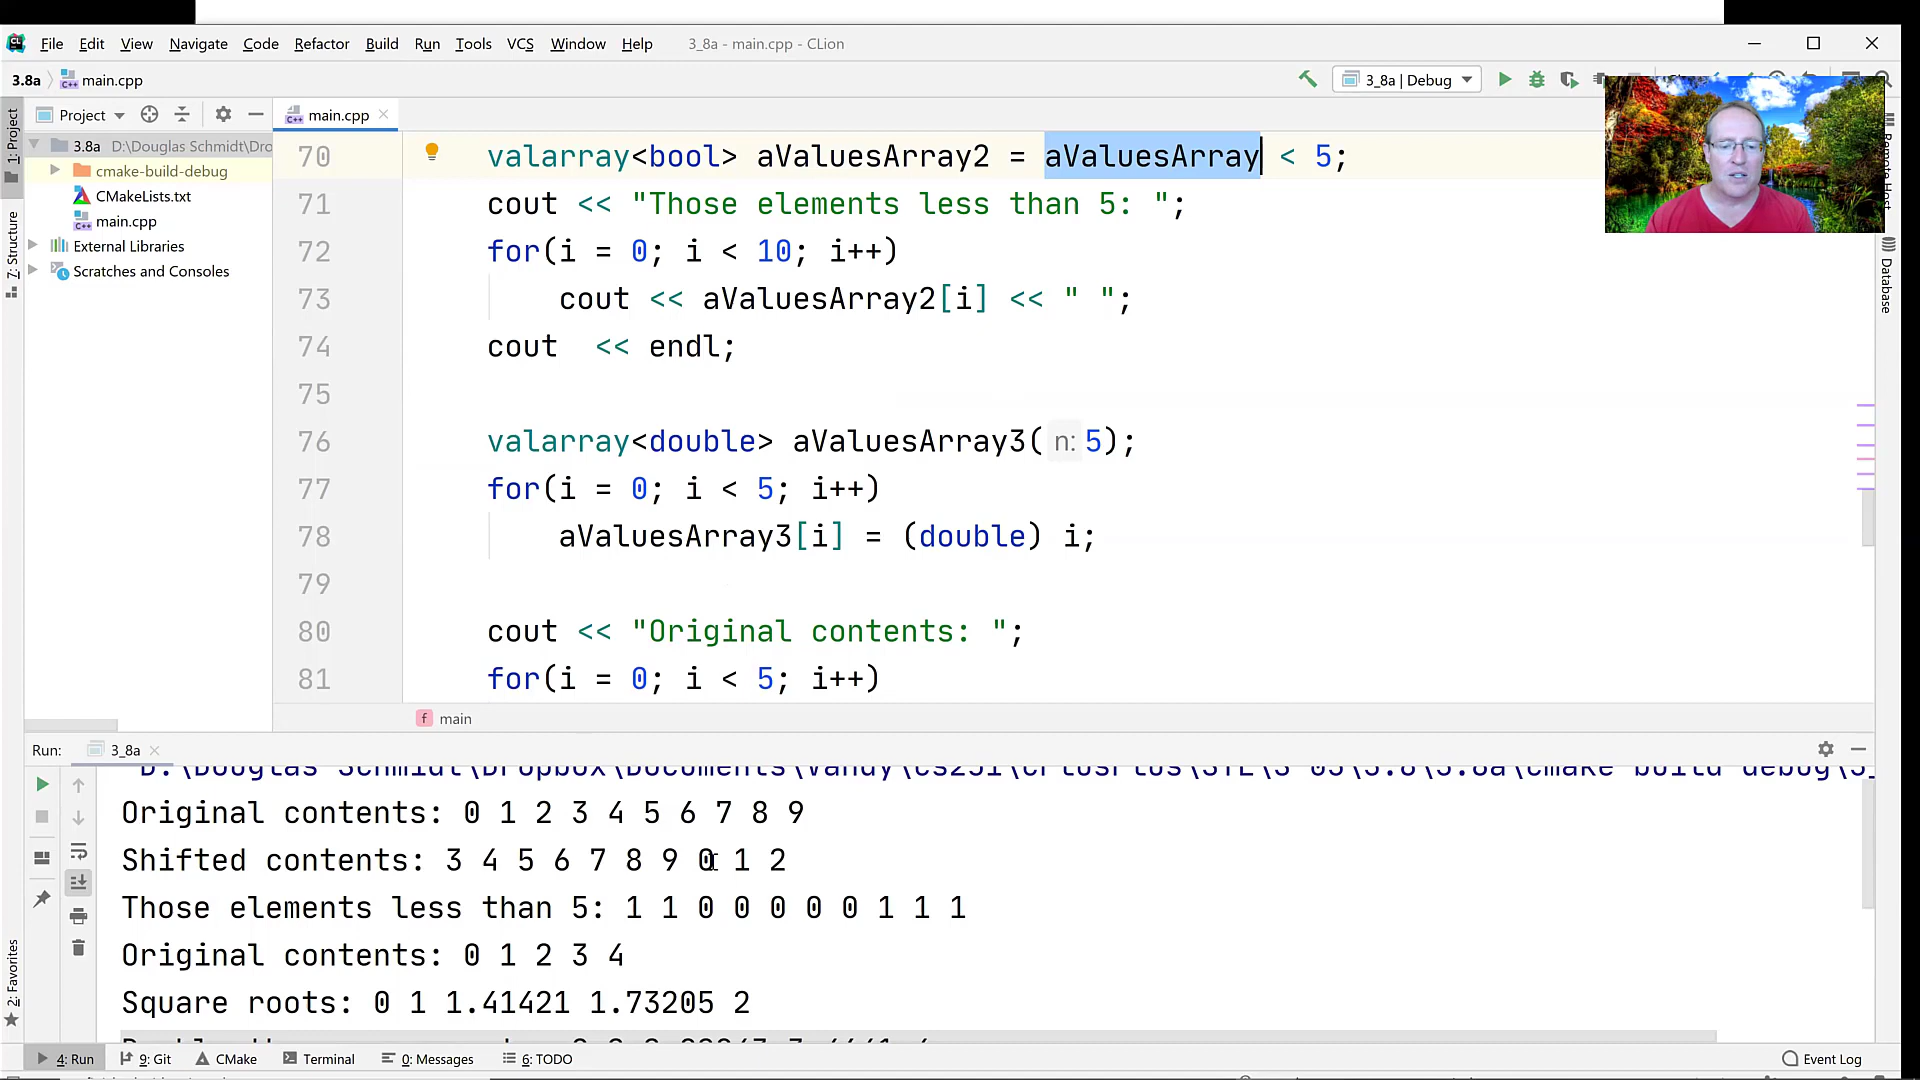 File Edit View Navigate Code Refactor Build Run Tools VCS Window Help 3_8a - main.cpp - CLion
3.8a main.cpp 3_8a | Debug
Project main.cpp
1: Project
7: Structure
2: Favorites
Remote Host
Database
3.8a D:\Douglas Schmidt\Dro
cmake-build-debug
CMakeLists.txt
main.cpp
External Libraries
Scratches and Consoles
70 valarray<bool> aValuesArray2 = aValuesArray < 5;
71 cout << "Those elements less than 5: ";
72 for(i = 0; i < 10; i++)
73 cout << aValuesArray2[i] << " ";
74 cout  << endl;
75
76 valarray<double> aValuesArray3( n: 5);
77 for(i = 0; i < 5; i++)
78 aValuesArray3[i] = (double) i;
79
80 cout << "Original contents: ";
81 for(i = 0; i < 5; i++)
f main
Run: 3_8a
Original contents: 0 1 2 3 4 5 6 7 8 9
Shifted contents: 3 4 5 6 7 8 9 0 1 2
Those elements less than 5: 1 1 0 0 0 0 0 1 1 1
Original contents: 0 1 2 3 4
Square roots: 0 1 1.41421 1.73205 2
4: Run 9: Git CMake Terminal 0: Messages 6: TODO Event Log